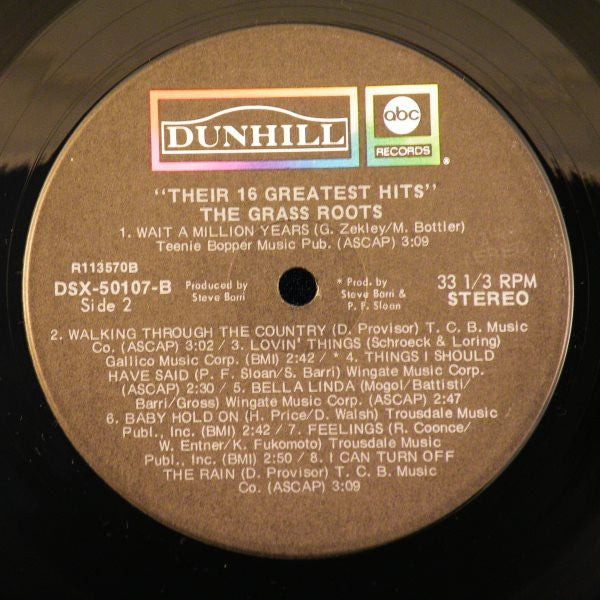 DUNHILL
abc
RECORDS
®
"THEIR 16 GREATEST HITS"
THE GRASS ROOTS
1. WAIT A MILLION YEARS (G. Zekley/M. Bottler)
Teenie Bopper Music Pub. (ASCAP) 3:09
R113570B
DSX-50107-B
Side 2
Produced by
Steve Barri
* Prod. by
Steve Barri &
P. F. Sloan
33 1/3 RPM
STEREO
2. WALKING THROUGH THE COUNTRY (D. Provisor) T. C. B. Music
Co. (ASCAP) 3:02 / 3. LOVIN' THINGS (Schroeck & Loring)
Gallico Music Corp. (BMI) 2:42 / * 4. THINGS I SHOULD
HAVE SAID (P. F. Sloan/S. Barri) Wingate Music Corp.
(ASCAP) 2:30 / 5. BELLA LINDA (Mogol/Battisti/
Barri/Gross) Wingate Music Corp. (ASCAP) 2:47
6. BABY HOLD ON (H. Price/D. Walsh) Trousdale Music
Publ., Inc. (BMI) 2:42 / 7. FEELINGS (R. Coonce/
W. Entner/K. Fukomoto) Trousdale Music
Publ., Inc. (BMI) 2:50 / 8. I CAN TURN OFF
THE RAIN (D. Provisor) T. C. B. Music
Co. (ASCAP) 3:09